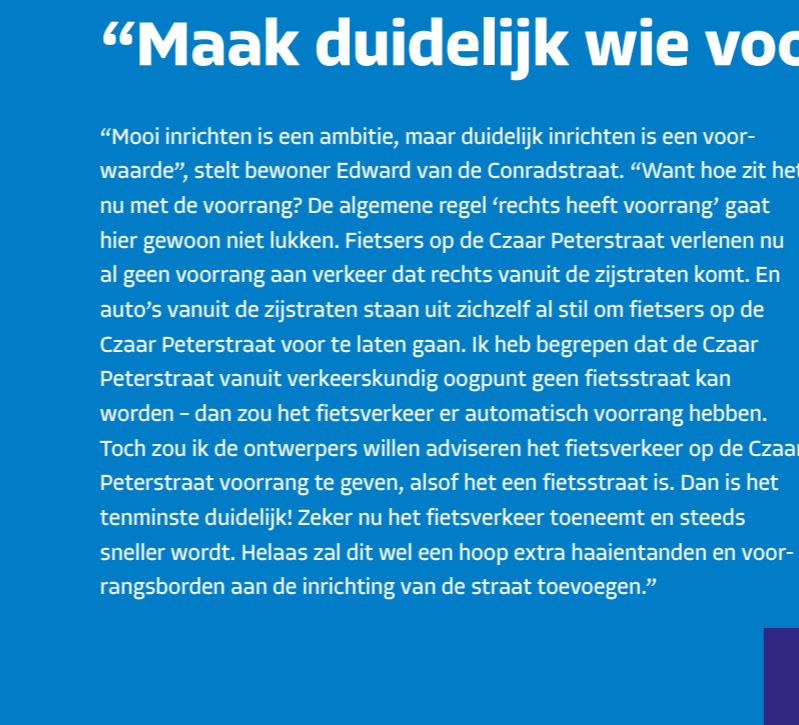 “Maak duidelijk wie
“Mooi inrichten is een ambitie, maar duidelijk inrichten is een voor-
waarde”, stelt bewoner Edward van de Conradstraat. “Want hoe zit het
nu met de voorrang? De algemene regel ‘rechts heeft voorrang’ gaat
hier gewoon niet lukken. Fietsers op de Czaar Peterstraat verlenen nu
al geen voorrang aan verkeer dat rechts vanuit de zijstraten komt. En
auto’s vanuit de zijstraten staan uit zichzelf al stil om fietsers op de
Czaar Peterstraat voor te laten gaan. Ik heb begrepen dat de Czaar
Peterstraat vanuit verkeerskundig oogpunt geen fietsstraat kan
worden – dan zou het fietsverkeer er automatisch voorrang hebben.
Toch zou ik de ontwerpers willen adviseren het fietsverkeer op de Czaar
Peterstraat voorrang te geven, alsof het een fietsstraat is. Dan is het
tenminste duidelijk! Zeker nu het fietsverkeer toeneemt en steeds
sneller wordt. Helaas zal dit wel een hoop extra haaientanden en voor-
rangsborden aan de inrichting van de straat toevoegen.”